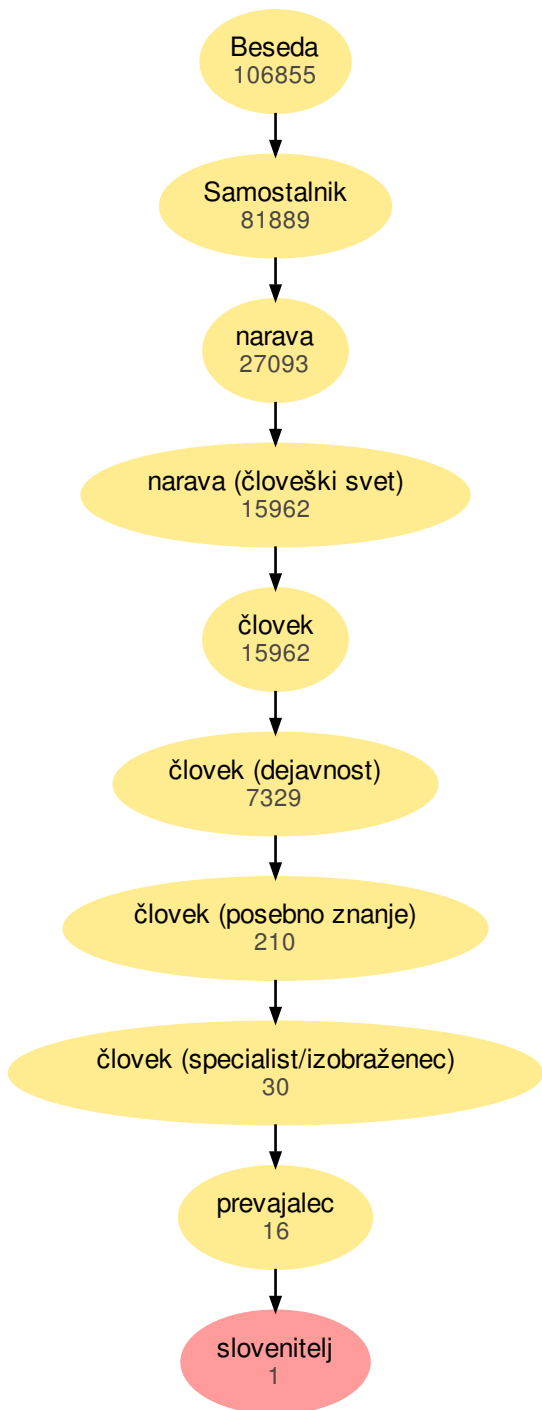 Beseda
106855
Samostalnik
81889
narava
27093
narava (človeški svet)
15962
človek
15962
človek (dejavnost)
7329
človek (posebno znanje)
210
človek (specialist/izobraženec)
30
prevajalec
16
slovenitelj
1